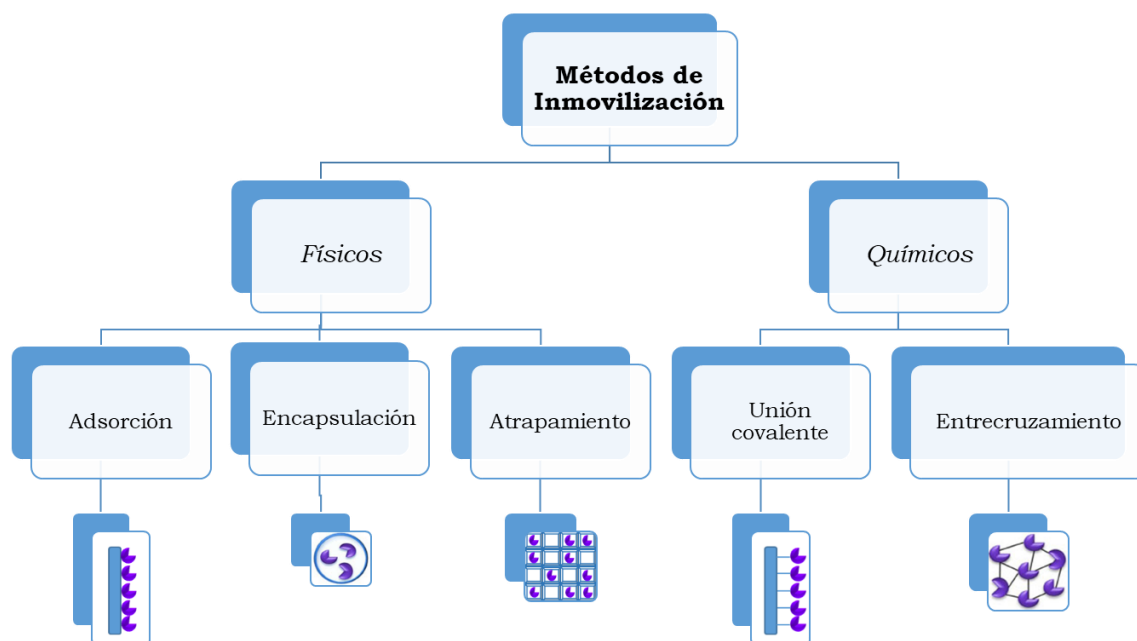 Métodos de
Inmovilización
Físicos
Químicos
Adsorción
Encapsulación
Atrapamiento
Unión
covalente
Entrecruzamiento